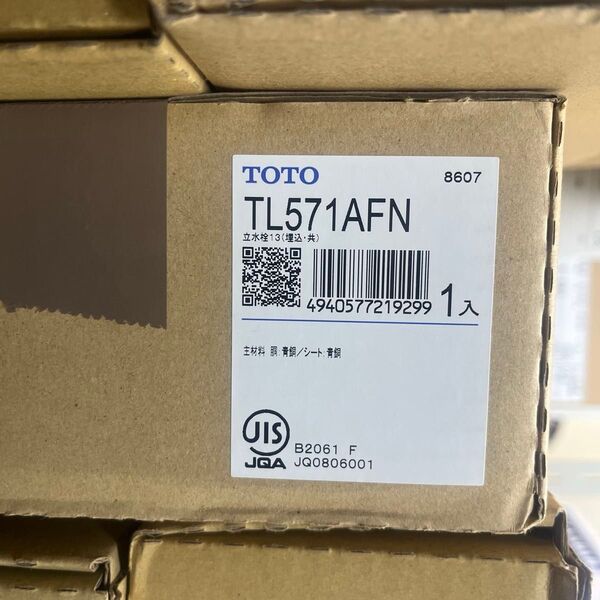 TOTO 8607
TL571AFN
立水栓13(埋込・共)
4940577219299 1入
主材料 胴:青銅/シート:青銅
JIS
JQA
B2061 F
JQ0806001